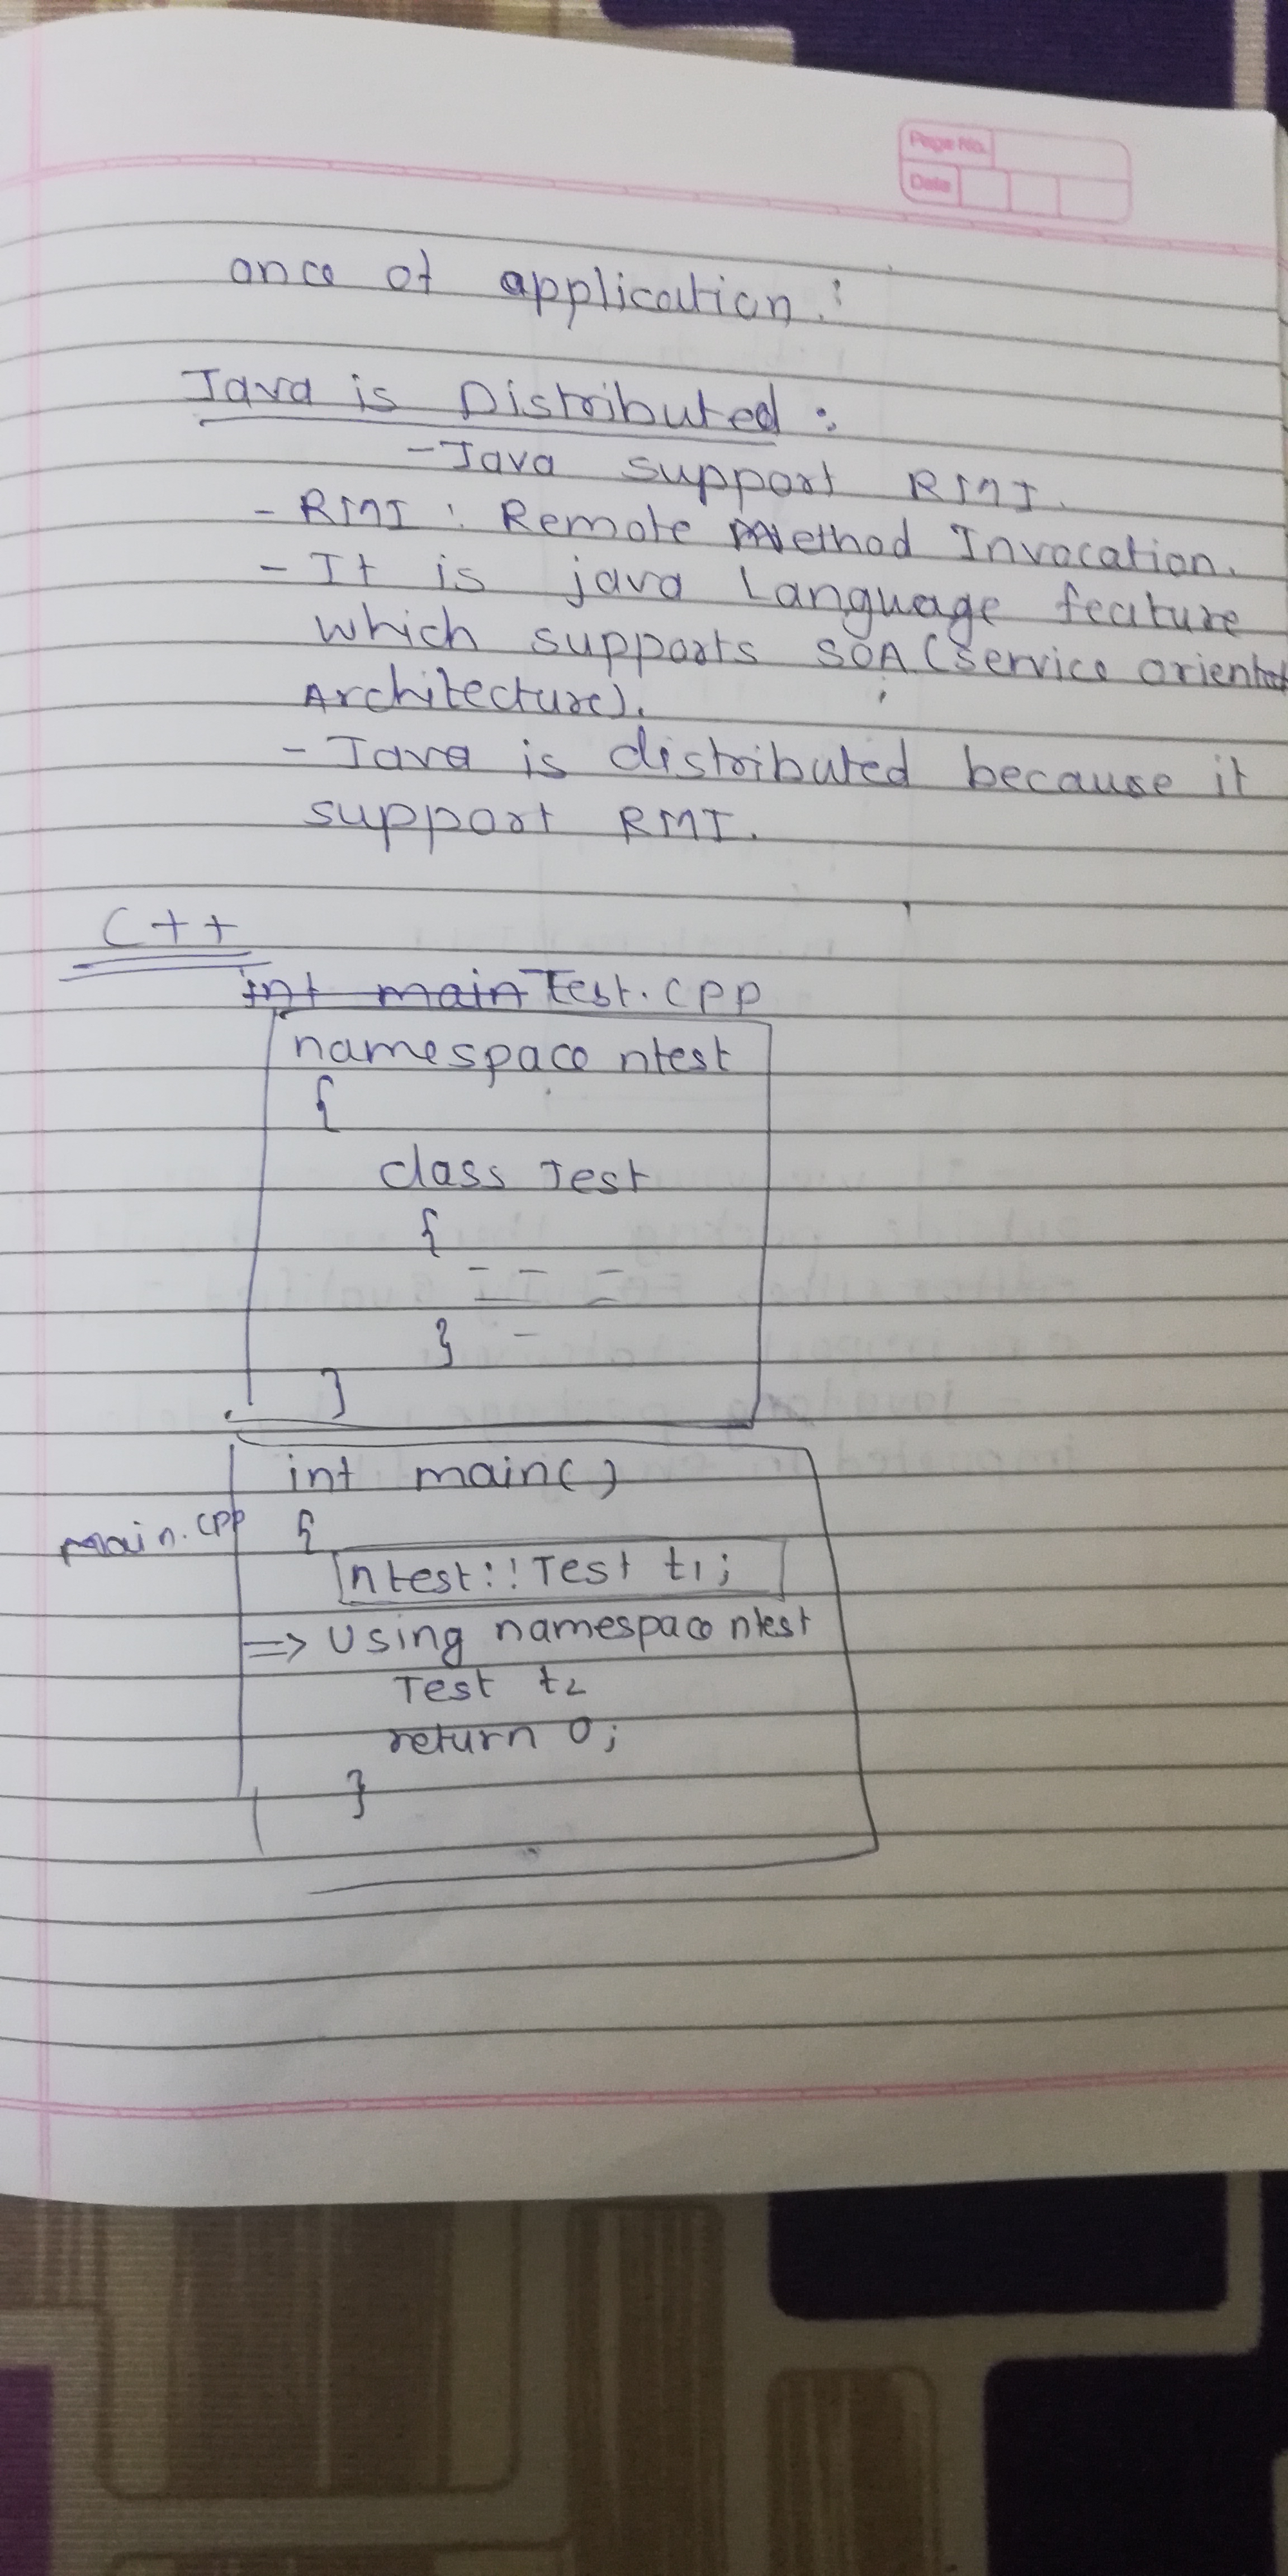 Page No.
Date
ance of application.
Java is Distributed :
- Java support RMI.
- RMI : Remote Method Invocation.
- It is java Language feature
which supports SOA (service oriented
Architecture).
- Java is distributed because it
support RMI.
C++
int main Test.cpp
namespace ntest
{
class Test
{
}
}
int main()
main.cpp {
ntest::Test t1;
=> Using namespace ntest
Test t2
return 0;
}